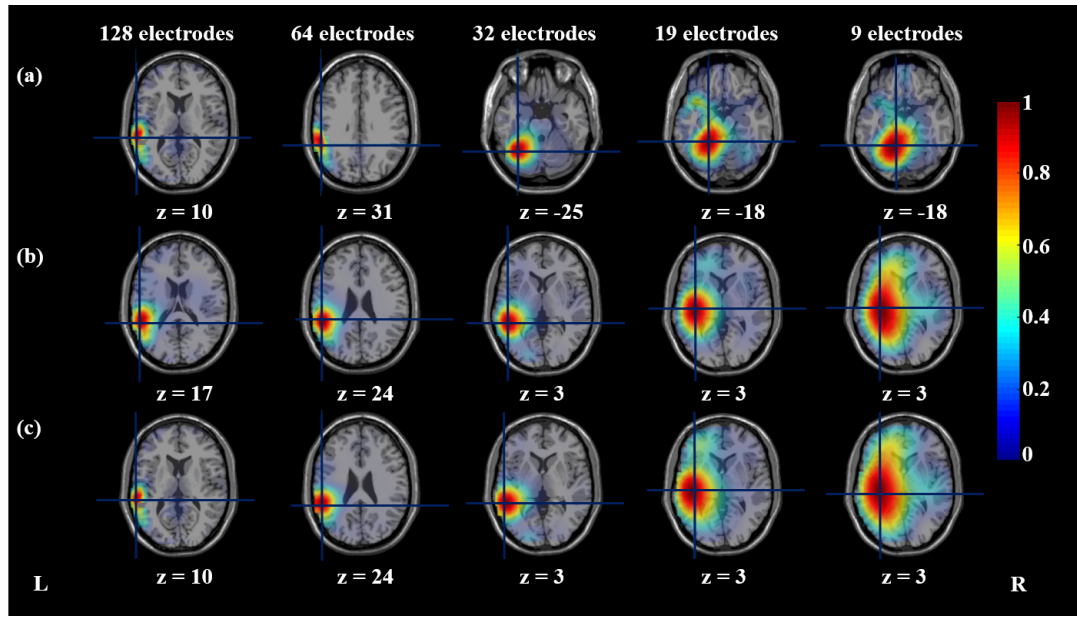 128 electrodes 64 electrodes 32 electrodes 19 electrodes 9 electrodes
(a)
z = 10 z = 31 z = -25 z = -18 z = -18
(b)
z = 17 z = 24 z = 3 z = 3 z = 3
(c)
z = 10 z = 24 z = 3 z = 3 z = 3
L R
1
0.8
0.6
0.4
0.2
0